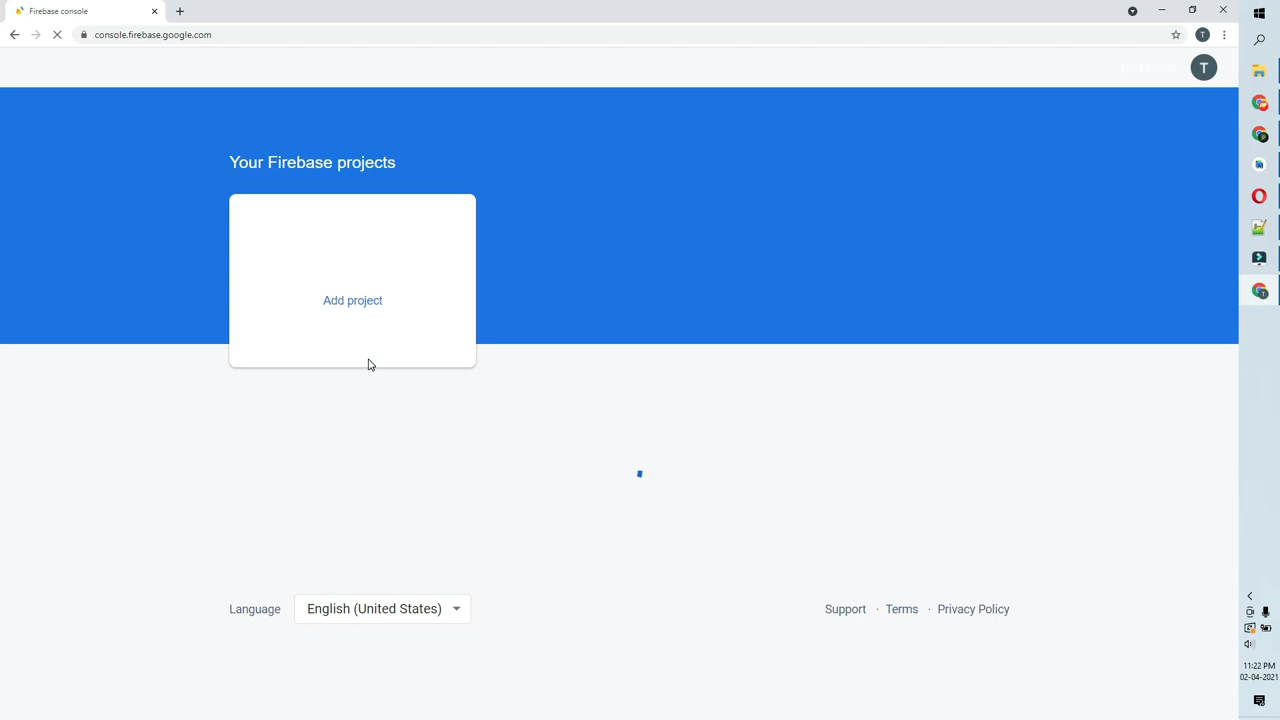 Firebase console
console.firebase.google.com
T
T
Your Firebase projects
Add project
Language
English (United States)
Support · Terms · Privacy Policy
11:22 PM
02-04-2021